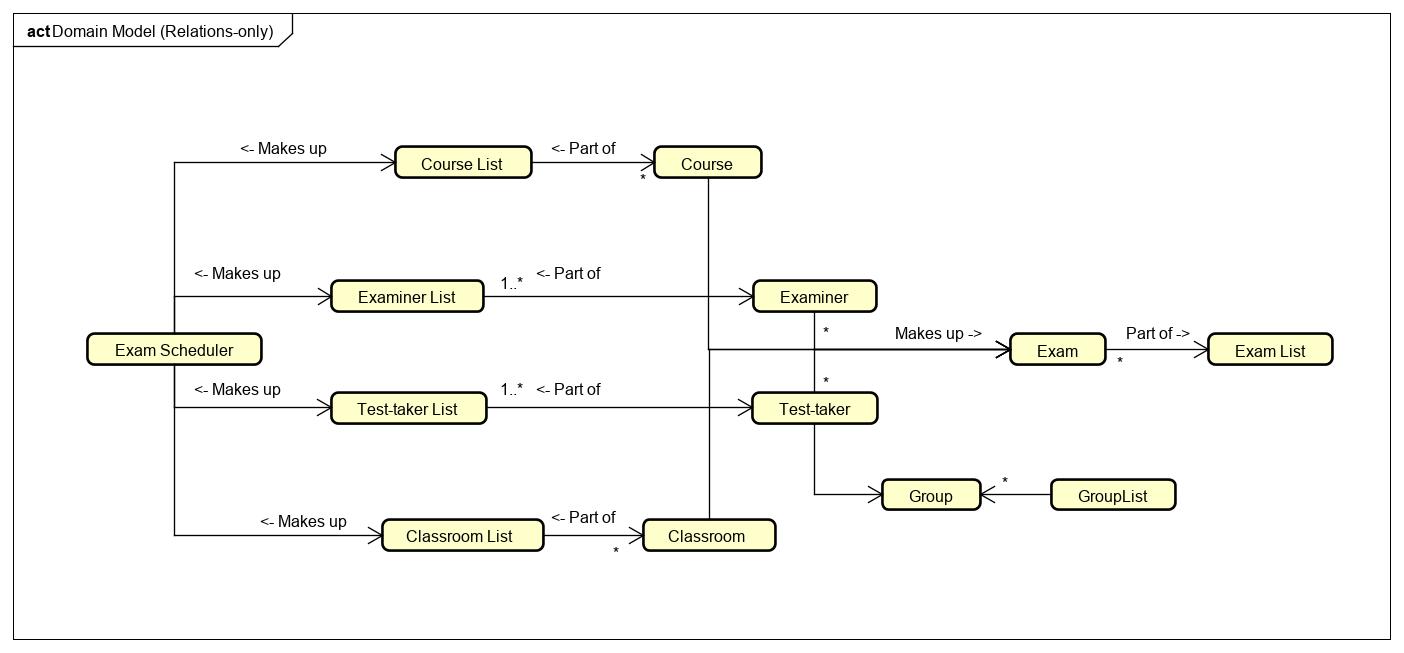 act Domain Model (Relations-only)
<- Makes up
Course List
<- Part of
*
Course
<- Makes up
Examiner List
1..*
<- Part of
Examiner
*
Exam Scheduler
Makes up ->
Exam
Part of ->
*
Exam List
<- Makes up
Test-taker List
1..*
<- Part of
*
Test-taker
Group
*
GroupList
<- Makes up
Classroom List
<- Part of
*
Classroom